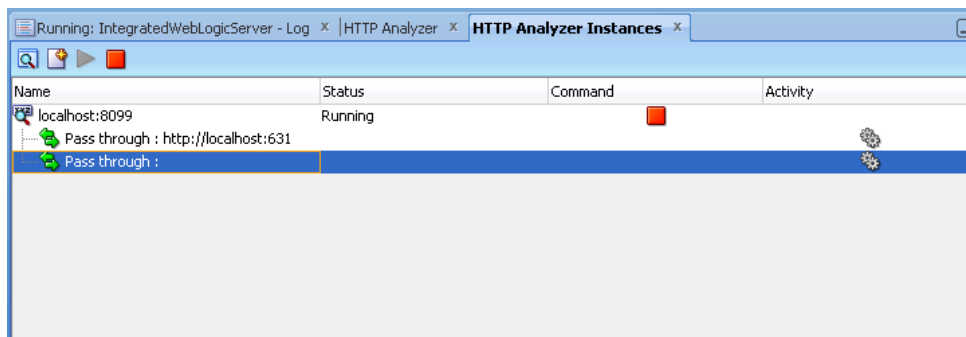 Running: IntegratedWebLogicServer - Log x HTTP Analyzer x HTTP Analyzer Instances x
Name Status Command Activity
localhost:8099 Running
Pass through : http://localhost:631
Pass through :